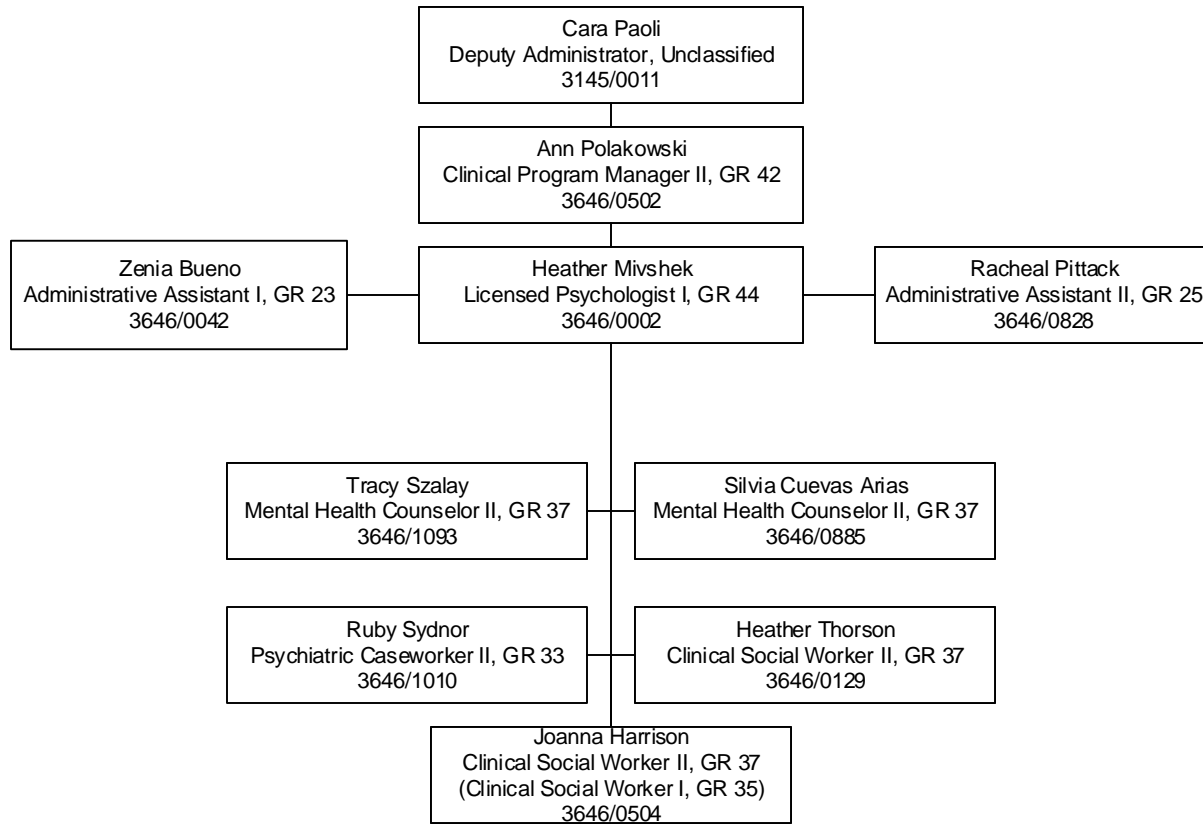 Cara Paoli
Deputy Administrator, Unclassified
3145/0011
Ann Polakowski
Clinical Program Manager II, GR 42
3646/0502
Zenia Bueno
Administrative Assistant I, GR 23
3646/0042
Heather Mivshek
Licensed Psychologist I, GR 44
3646/0002
Racheal Pittack
Administrative Assistant II, GR 25
3646/0828
Tracy Szalay
Mental Health Counselor II, GR 37
3646/1093
Silvia Cuevas Arias
Mental Health Counselor II, GR 37
3646/0885
Ruby Sydnor
Psychiatric Caseworker II, GR 33
3646/1010
Heather Thorson
Clinical Social Worker II, GR 37
3646/0129
Joanna Harrison
Clinical Social Worker II, GR 37
(Clinical Social Worker I, GR 35)
3646/0504